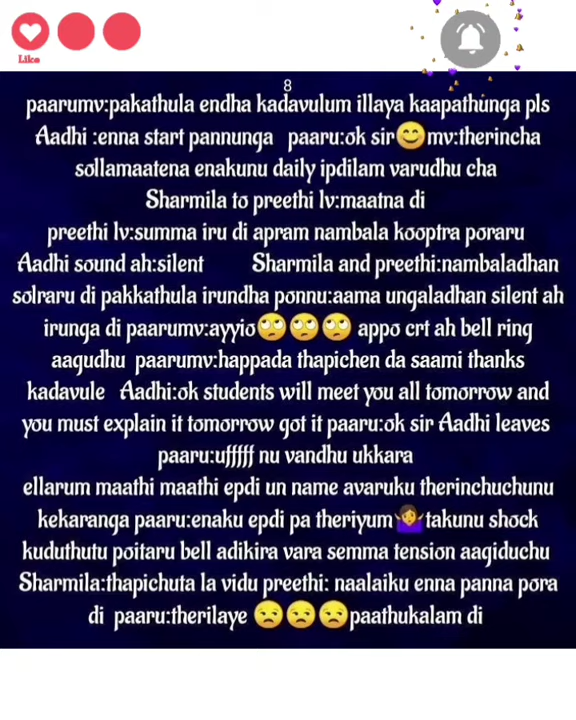 Like
8
paarumv:pakathula endha kadavulum illaya kaapathunga pls
Aadhi :enna start pannunga paaru:ok sir😊mv:therincha
sollamaatena enakunu daily ipdilam varudhu cha
Sharmila to preethi lv:maatna di
preethi lv:summa iru di apram nambala kooptra poraru
Aadhi sound ah:silent Sharmila and preethi:nambaladhan
solraru di pakkathula irundha ponnu:aama ungaladhan silent ah
irunga di paarumv:ayyio🙄🙄🙄 appo crt ah bell ring
aagudhu paarumv:happada thapichen da saami thanks
kadavule Aadhi:ok students will meet you all tomorrow and
you must explain it tomorrow got it paaru:ok sir Aadhi leaves
paaru:ufffff nu vandhu ukkara
ellarum maathi maathi epdi un name avaruku therinchuchunu
kekaranga paaru:enaku epdi pa theriyum🤷‍♀️takunu shock
kuduthutu poitaru bell adikira vara semma tension aagiduchu
Sharmila:thapichuta la vidu preethi: naalaiku enna panna pora
di paaru:therilaye 😒😒😒paathukalam di